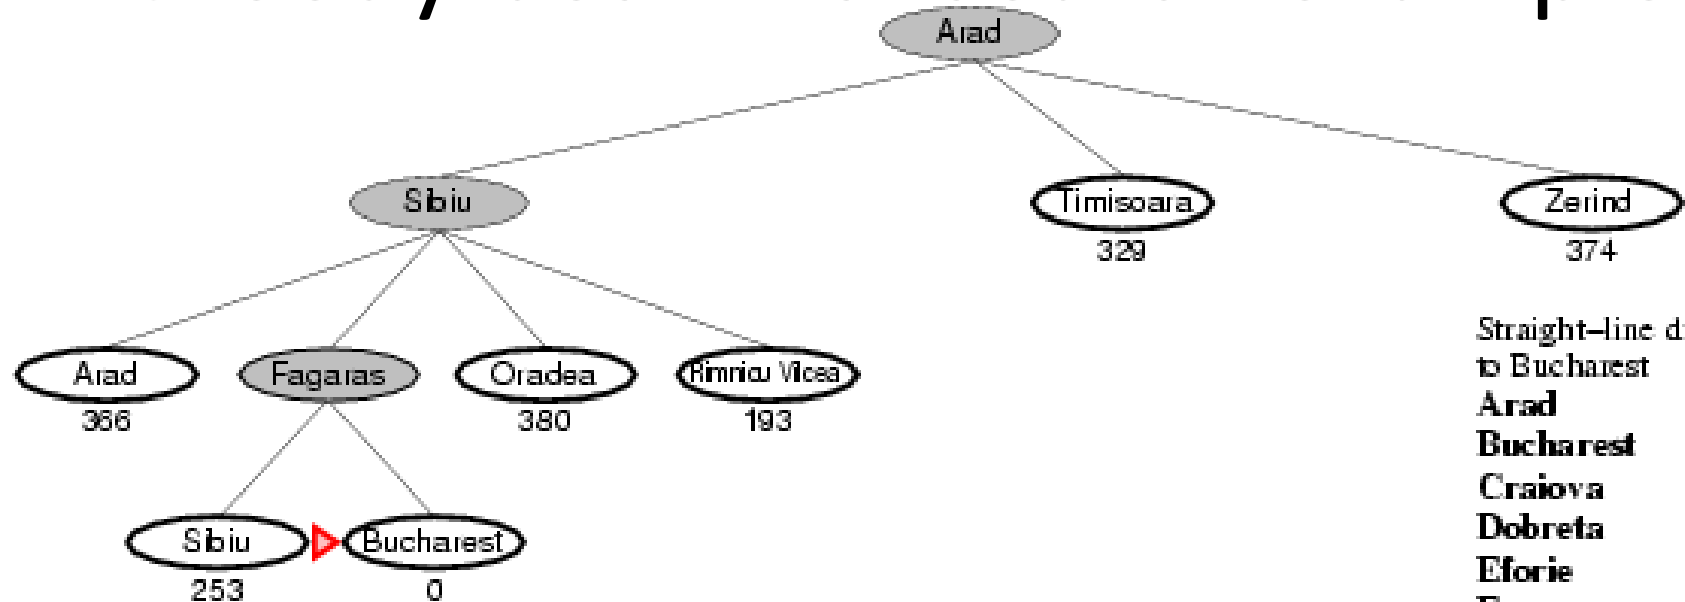 Arad
Sibiu
Timisoara
Zerind
329
374
Arad
Fagaras
Oradea
Rimnicu Vilcea
366
380
193
Straight-line d
to Bucharest
Arad
Bucharest
Craiova
Dobreta
Eforie
Sibiu
Bucharest
253
0